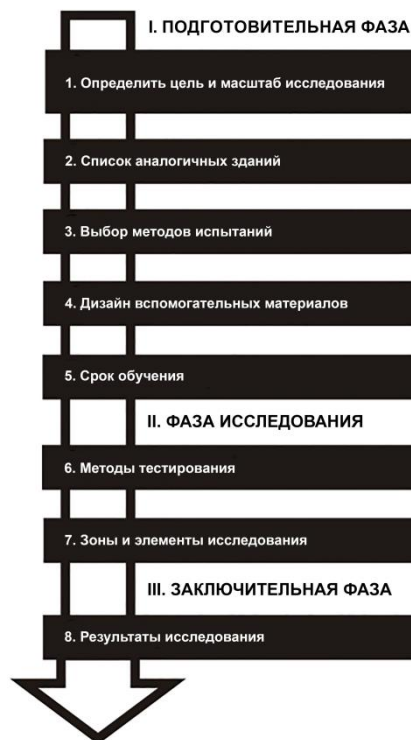 I. ПОДГОТОВИТЕЛЬНАЯ ФАЗА
1. Определить цель и масштаб исследования
2. Список аналогичных зданий
3. Выбор методов испытаний
4. Дизайн вспомогательных материалов
5. Срок обучения
II. ФАЗА ИССЛЕДОВАНИЯ
6. Методы тестирования
7. Зоны и элементы исследования
III. ЗАКЛЮЧИТЕЛЬНАЯ ФАЗА
8. Результаты исследования